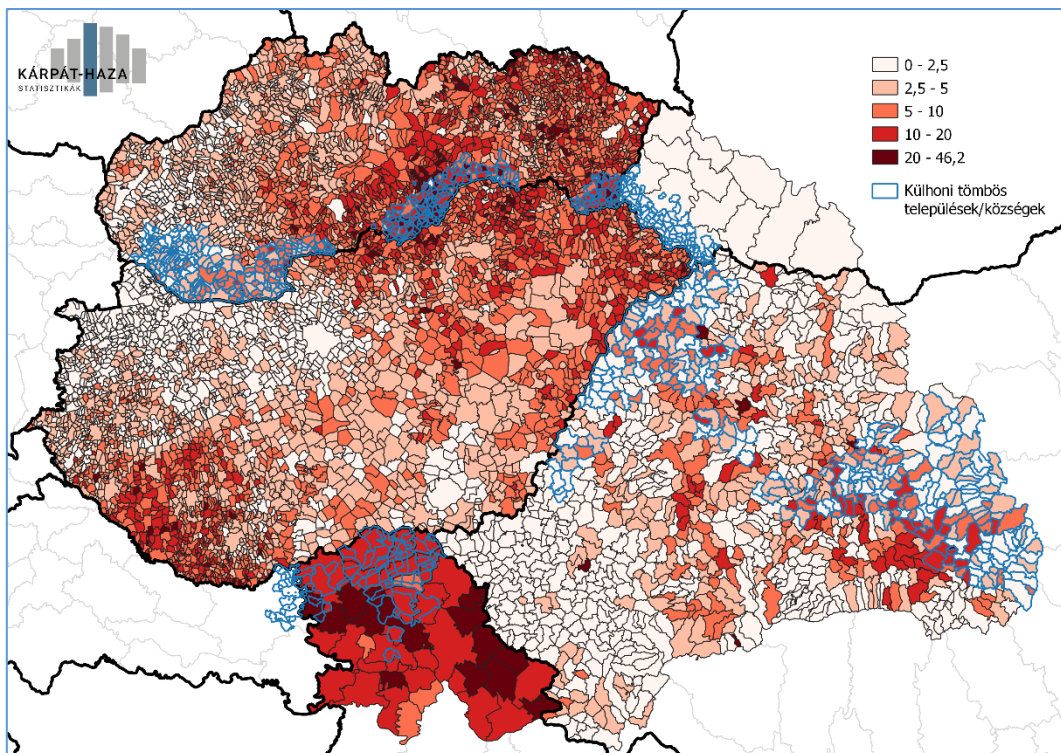 KÁRPÁT-HAZA
STATISZTIKÁK
0 - 2,5
2,5 - 5
5 - 10
10 - 20
20 - 46,2
Külhoni tömbös
települések/községek